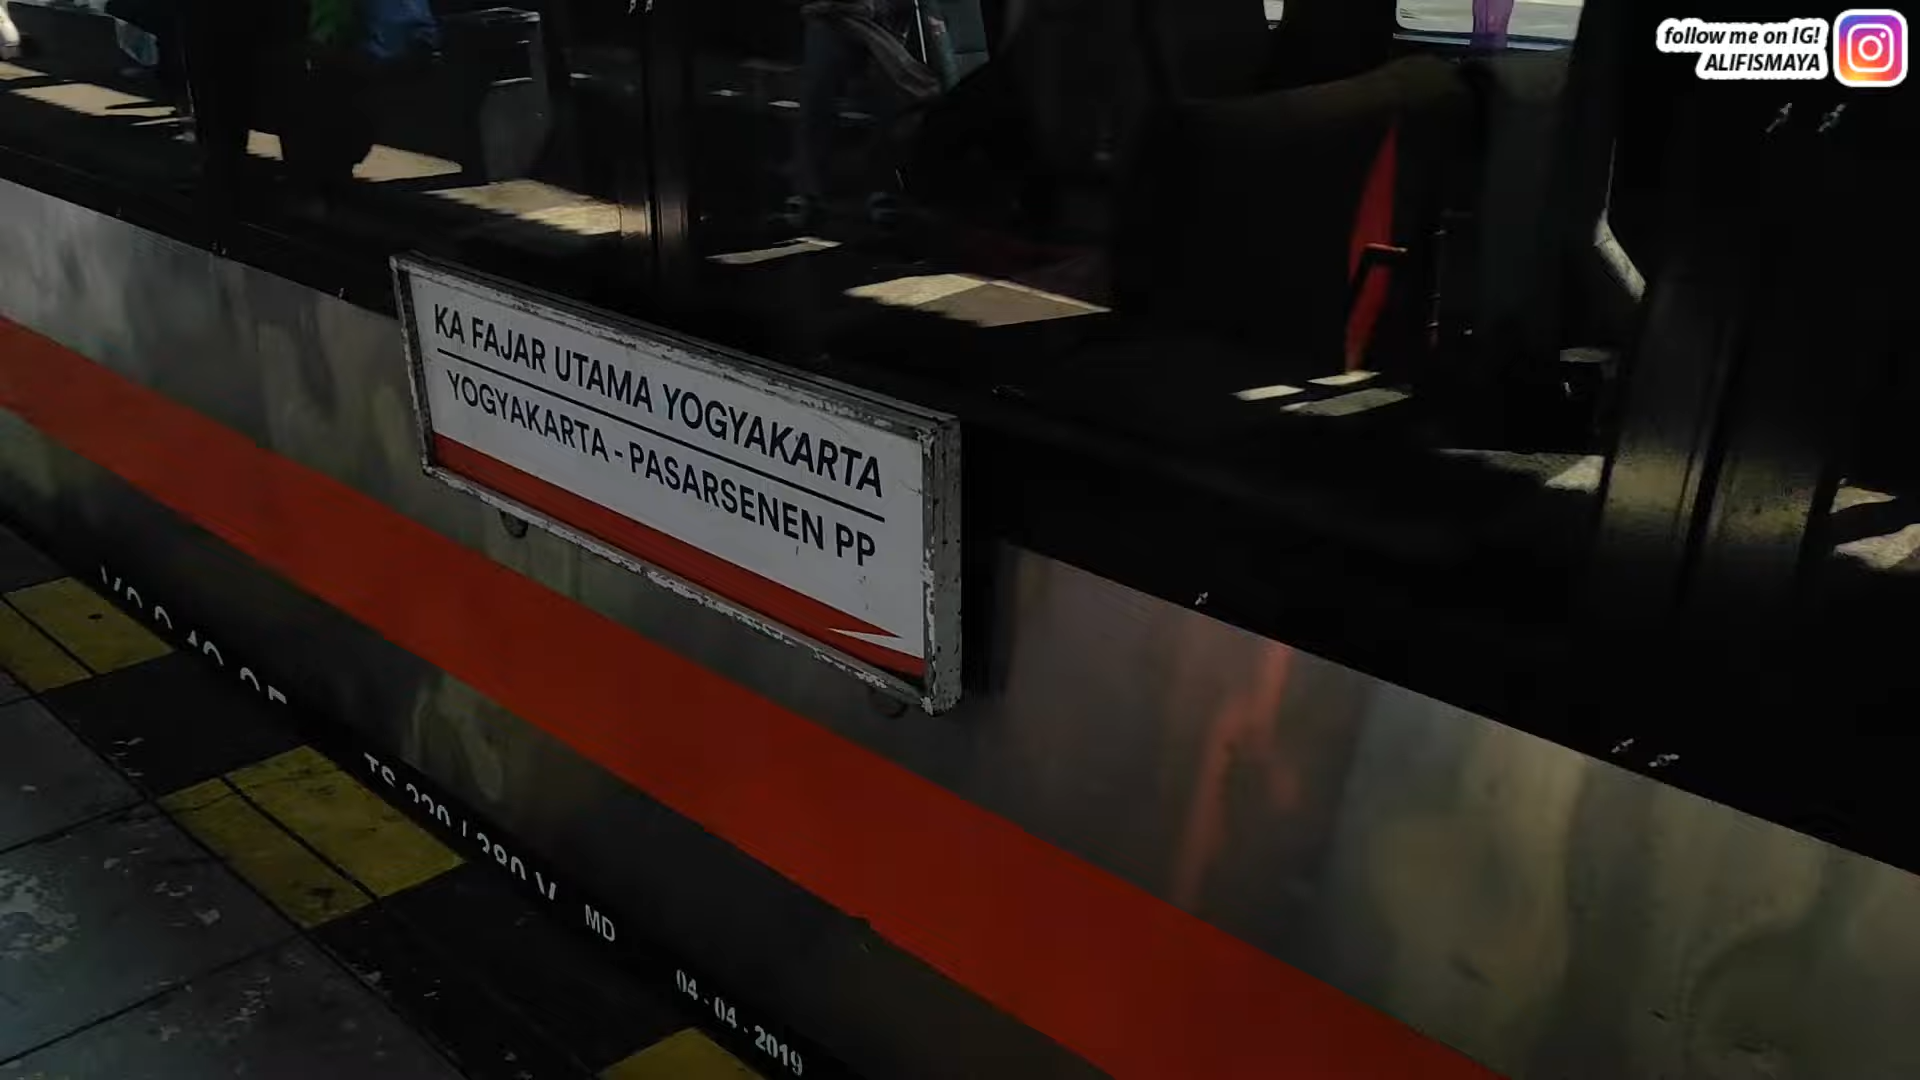 follow me on IG!
ALIFISMAYA
KA FAJAR UTAMA YOGYAKARTA
YOGYAKARTA - PASARSENEN PP
MD
04 - 04 - 2019